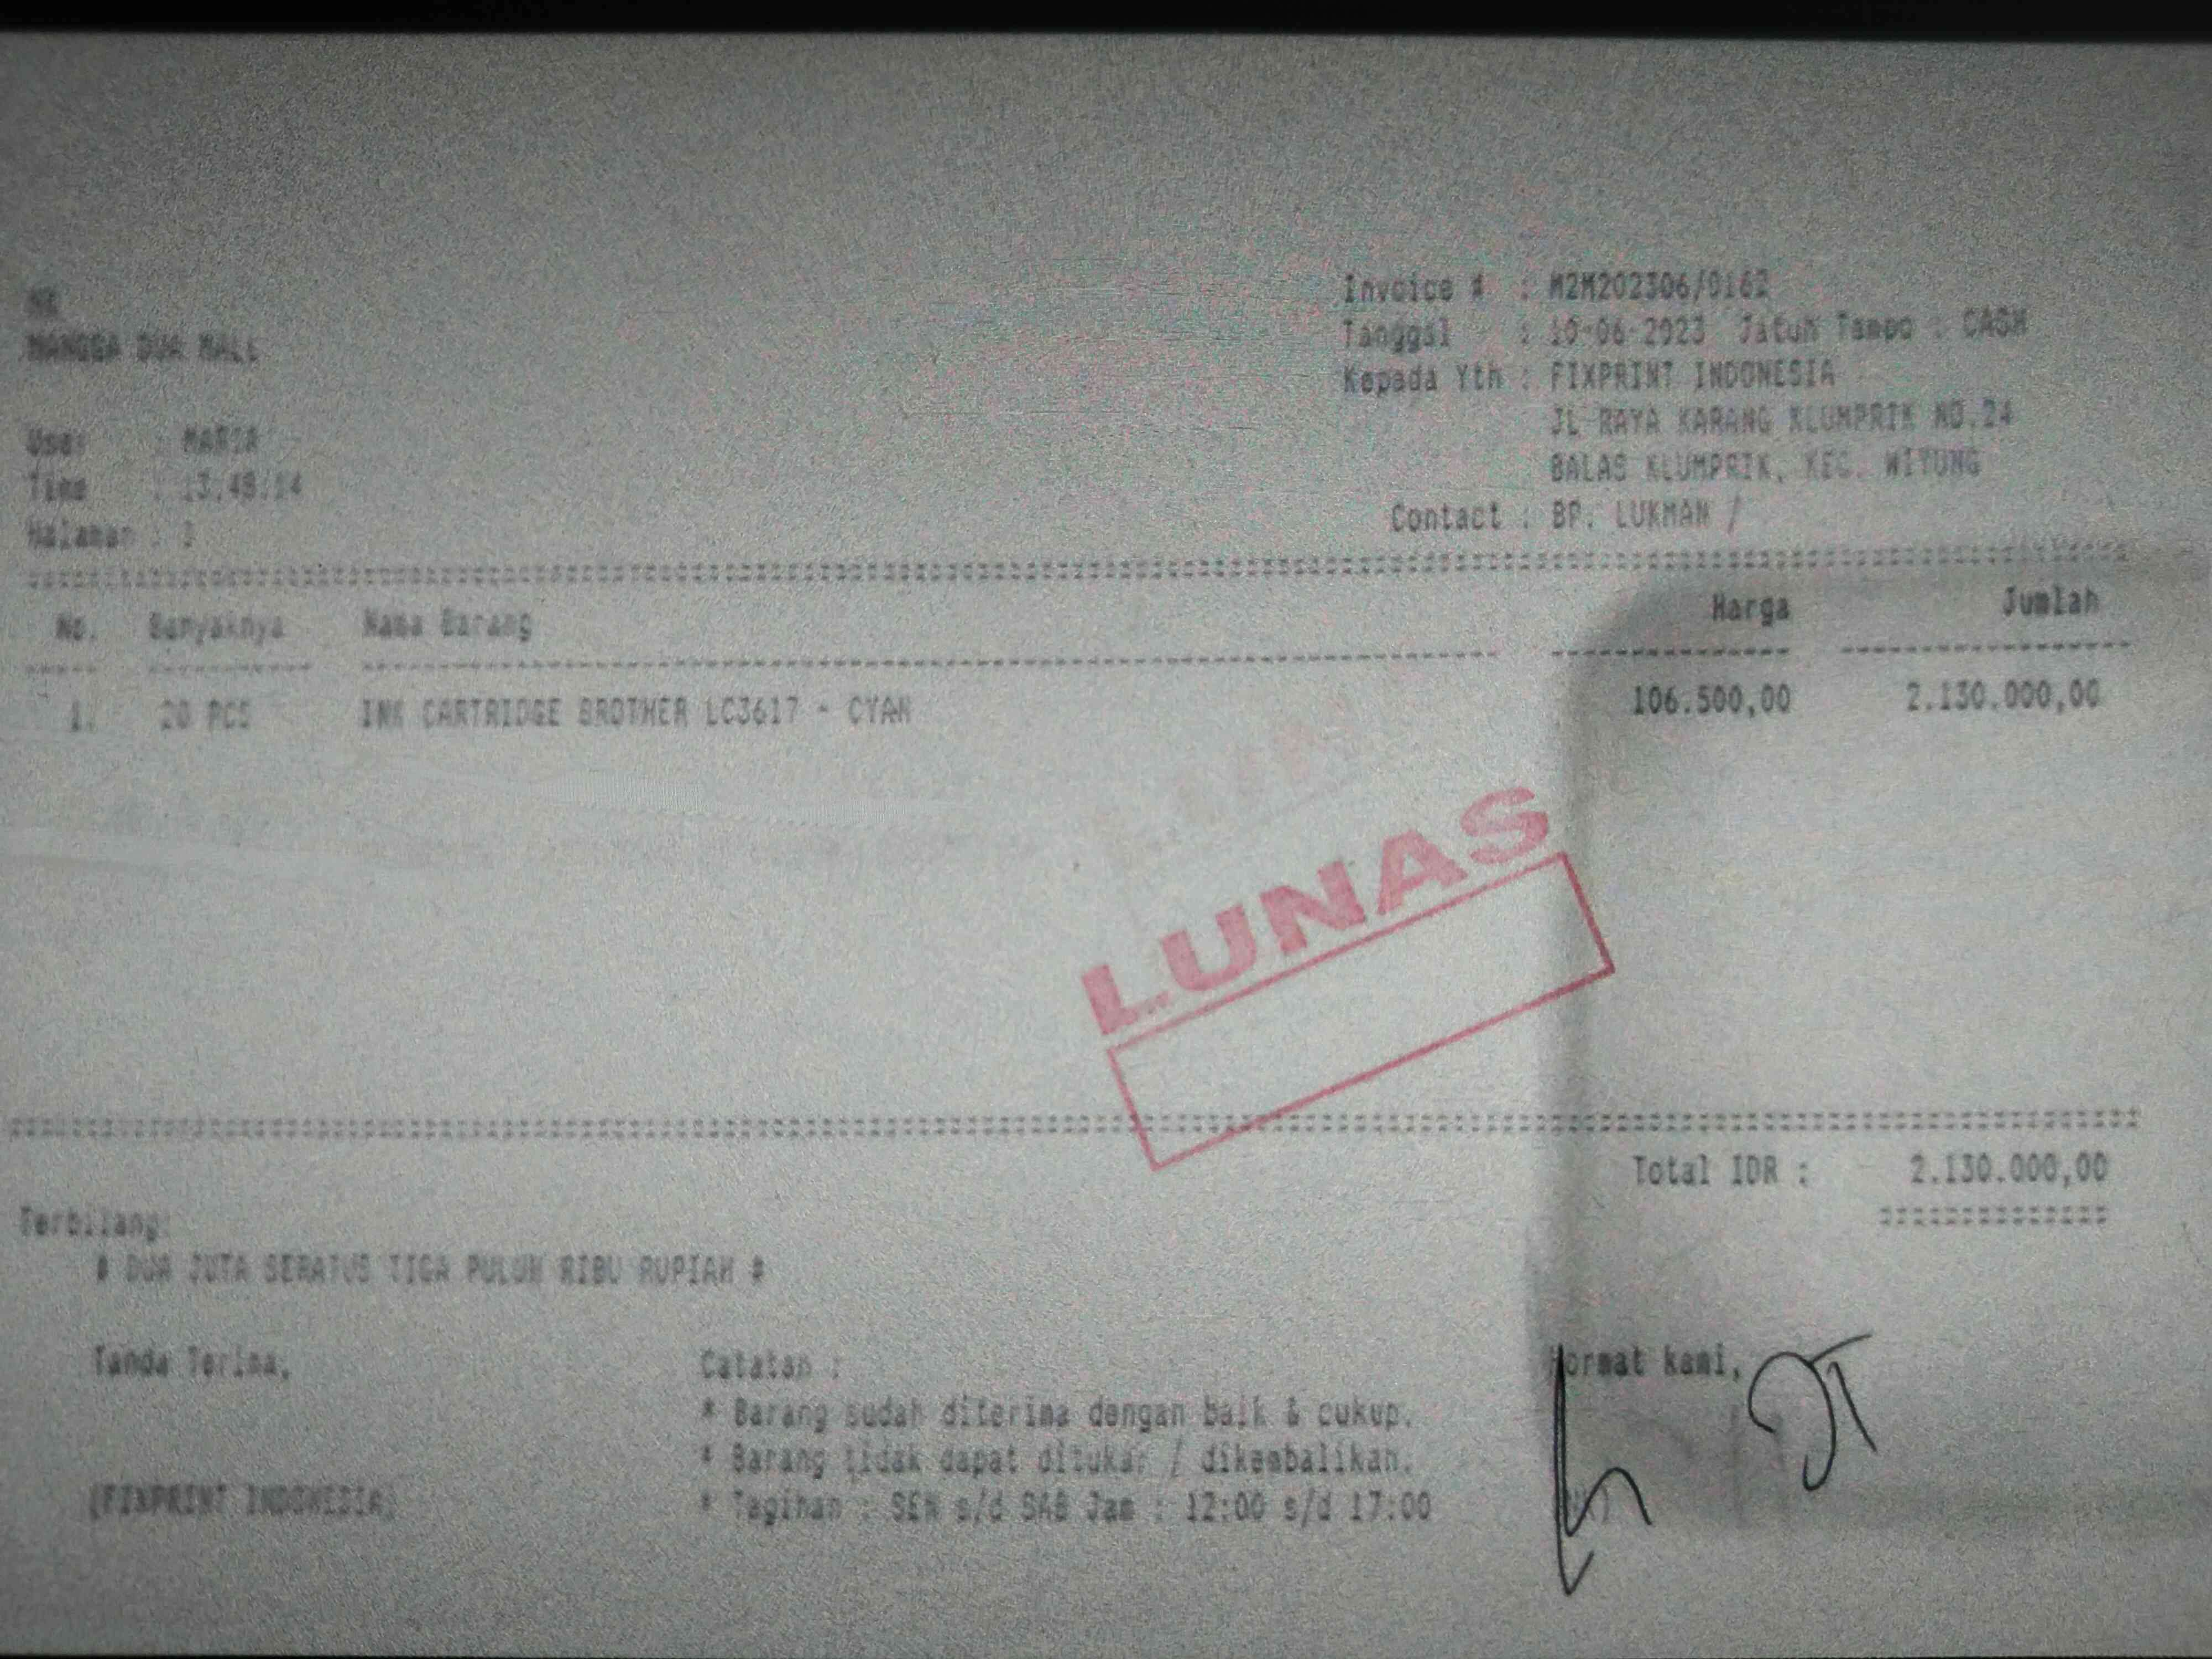 MANGGA DUA MALL
Invoice # : M2M202306/0162
Tanggal : 10-06-2023 Jatuh Tempo : CASH
Kepada Yth : FIXPRINT INDONESIA
JL RAYA KARANG KLUMPRIK NO.24
BALAS KLUMPRIK, KEC. WIYUNG
Contact : BP. LUKMAN /
User : MARIA
Time :
Halaman :
No. Banyaknya Nama Barang Harga Jumlah
1. 20 PCS INK CARTRIDGE BROTHER LC3617 - CYAN 106.500,00 2.130.000,00
LUNAS
Total IDR : 2.130.000,00
Terbilang:
# DUA JUTA SERATUS TIGA PULUH RIBU RUPIAH #
Tanda Terima, Catatan : Hormat kami,
* Barang sudah diterima dengan baik & cukup.
* Barang tidak dapat ditukar / dikembalikan.
(FIXPRINT INDONESIA) * Tagihan : SEN s/d SAB Jam : 12:00 s/d 17:00